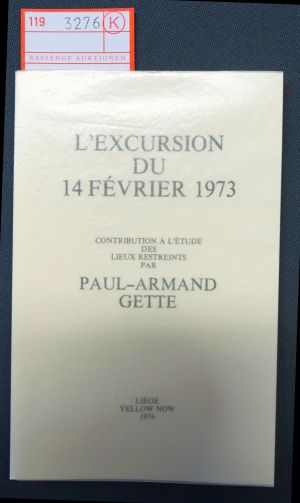 119 3276 K
BASSENGE AUKTIONEN
L'EXCURSION
DU
14 FÉVRIER 1973
CONTRIBUTION A L'ÉTUDE
DES
LIEUX RESTREINTS
PAR
PAUL-ARMAND
GETTE
LIÈGE
YELLOW NOW
1974